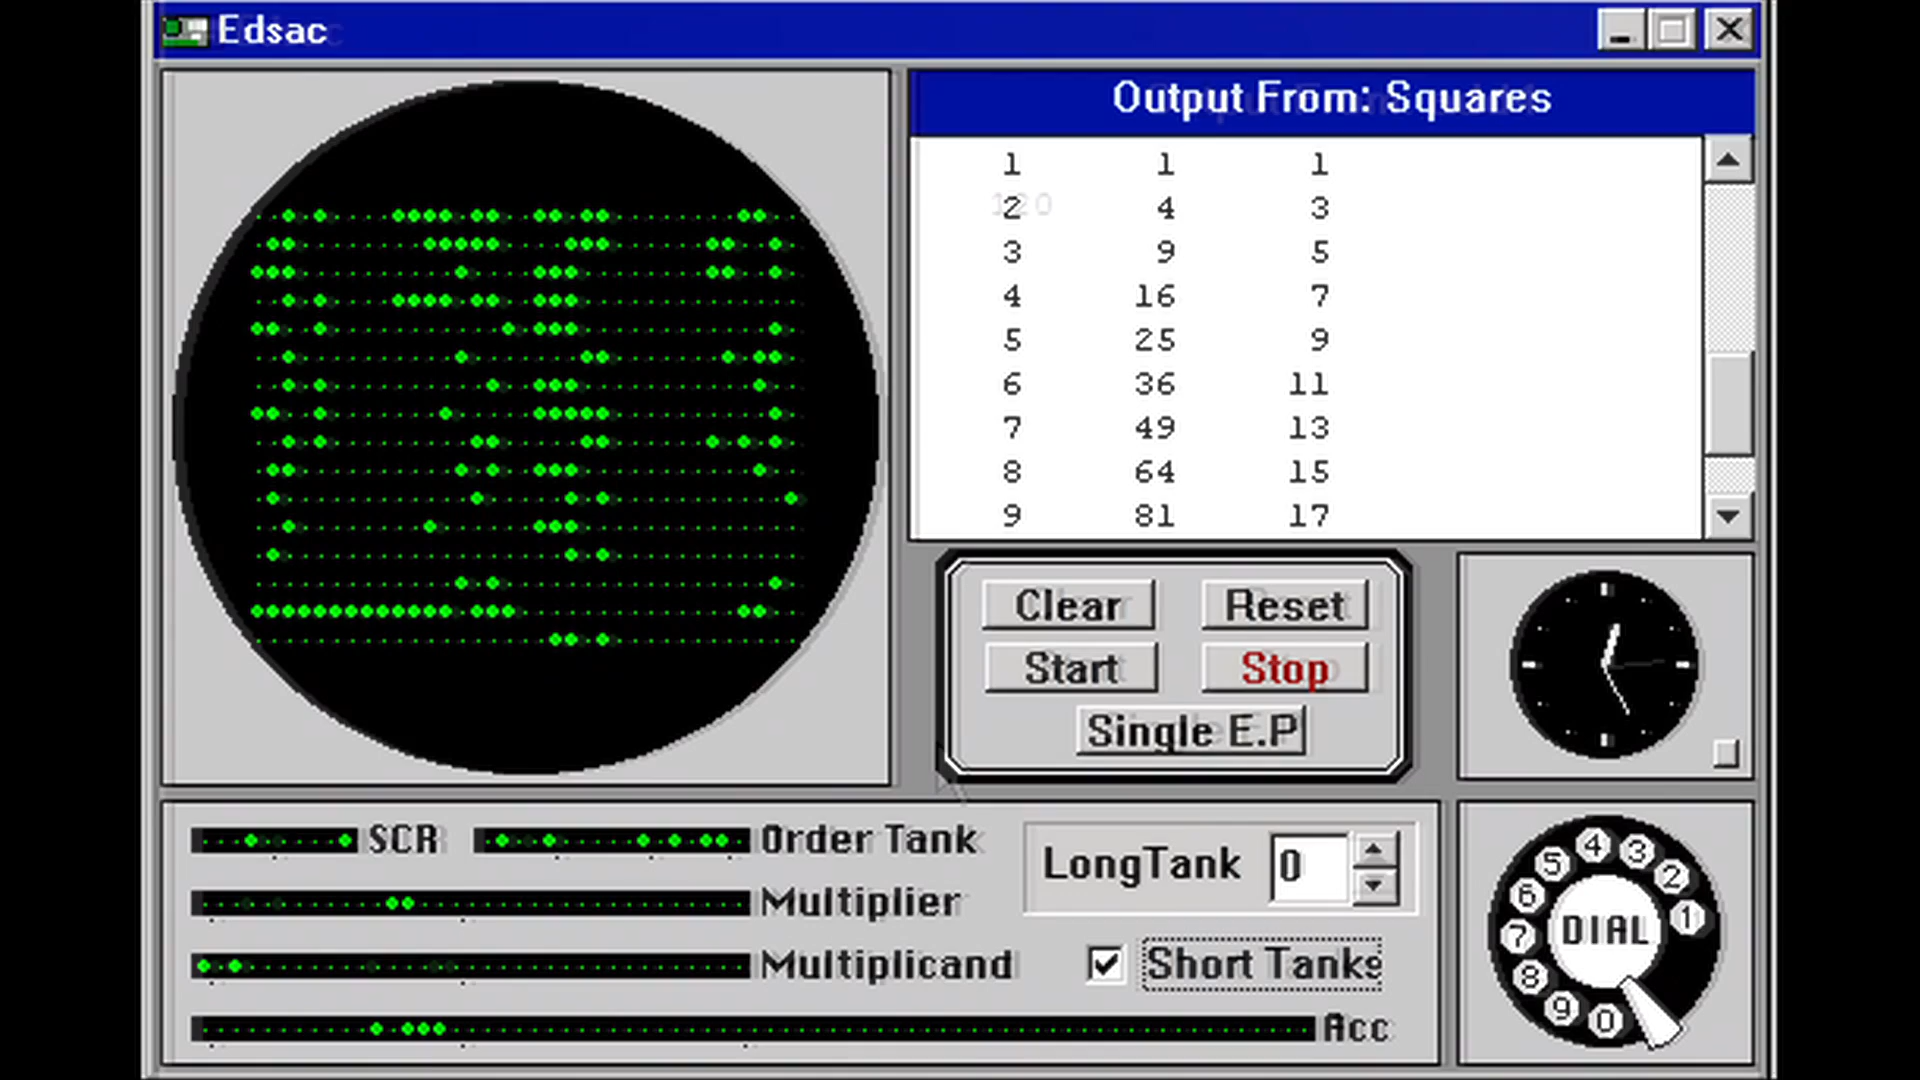 Edsac
Output From: Squares
1 1 1
2 4 3
3 9 5
4 16 7
5 25 9
6 36 11
7 49 13
8 64 15
9 81 17
Clear Reset
Start Stop
Single E.P
SCR Order Tank
LongTank 0
Multiplier
Multiplicand
Short Tanks
Acc
4 3
5 2
6 1
7 DIAL
8
9 0